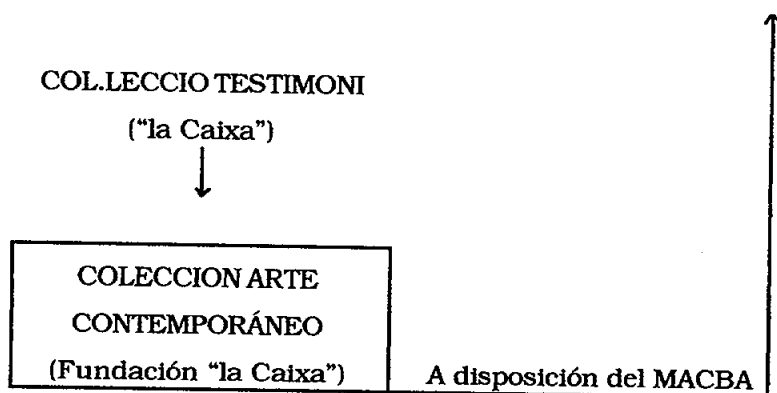 COL.LECCIO TESTIMONI
("la Caixa")
COLECCION ARTE
CONTEMPORÁNEO
(Fundación "la Caixa")
A disposición del MACBA